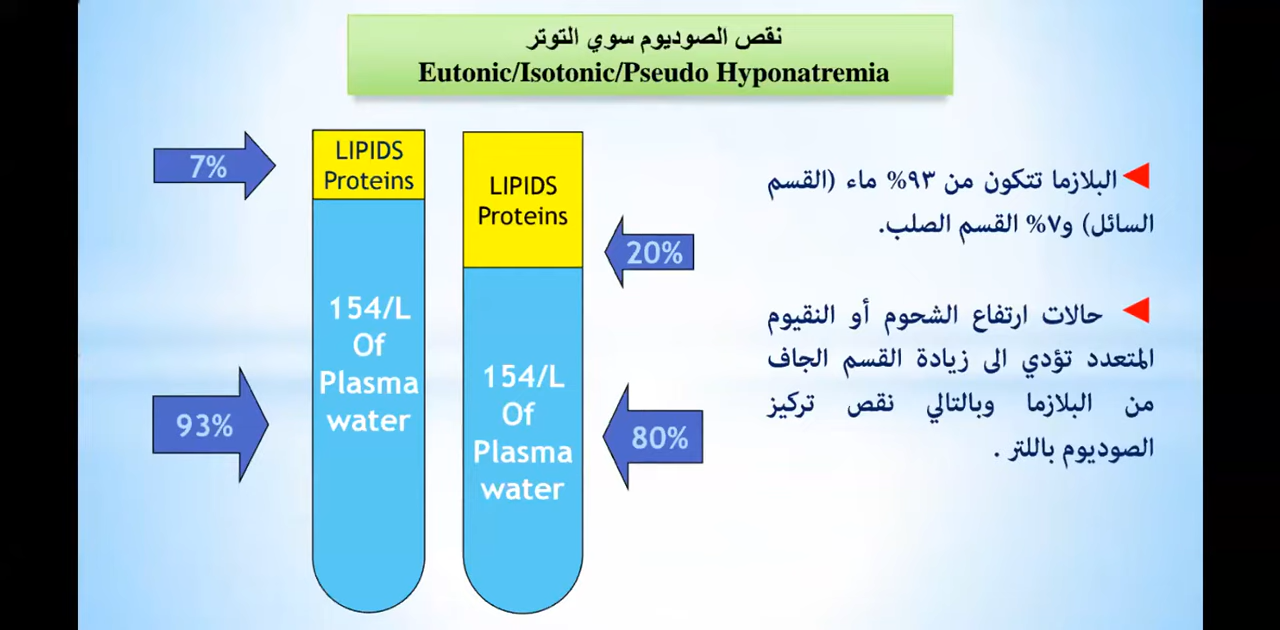 نقص الصوديوم سوي التوتر
Eutonic/Isotonic/Pseudo Hyponatremia
7%
LIPIDS
Proteins
154/L
Of
Plasma
water
93%
LIPIDS
Proteins
20%
154/L
Of
Plasma
water
80%
البلازما تتكون من ٩٣% ماء (القسم
السائل) و٧% القسم الصلب.
حالات ارتفاع الشحوم أو النقيوم
المتعدد تؤدي الى زيادة القسم الجاف
من البلازما وبالتالي نقص تركيز
الصوديوم باللتر .